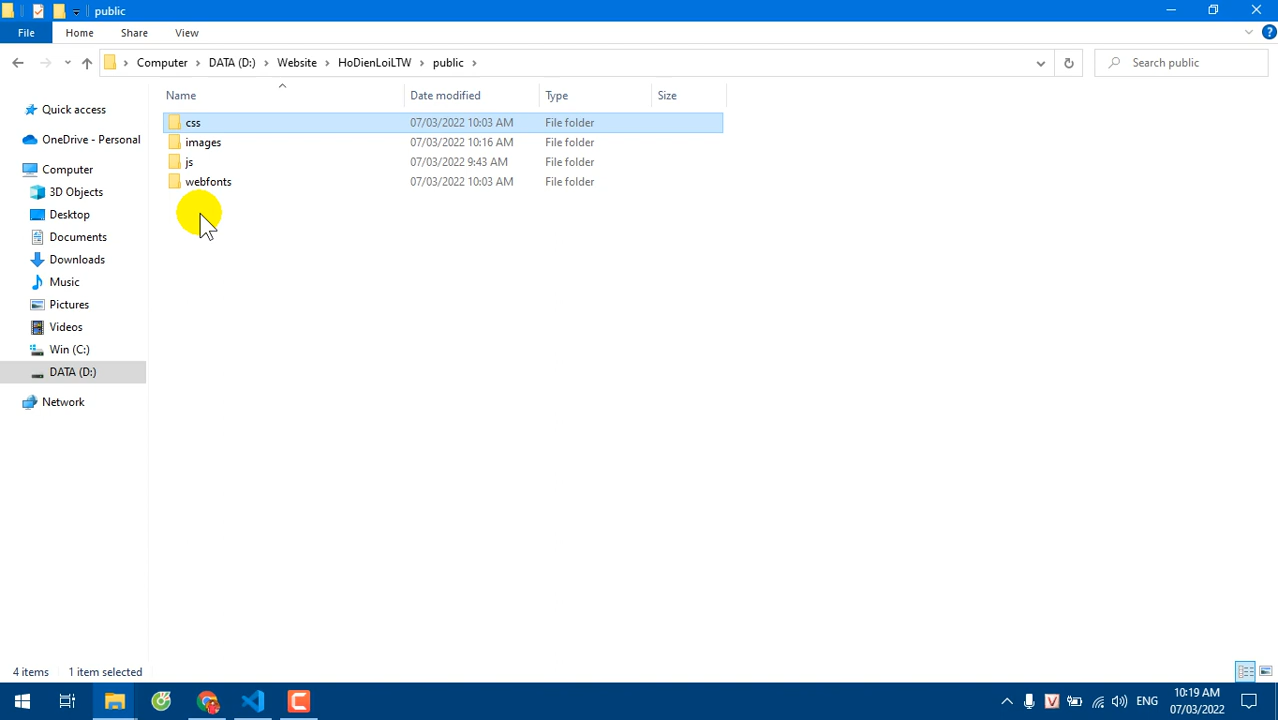 public
File Home Share View
Computer DATA (D:) Website HoDienLoiLTW public Search public
Name Date modified Type Size
css 07/03/2022 10:03 AM File folder
images 07/03/2022 10:16 AM File folder
js 07/03/2022 9:43 AM File folder
webfonts 07/03/2022 10:03 AM File folder
Quick access
OneDrive - Personal
Computer
3D Objects
Desktop
Documents
Downloads
Music
Pictures
Videos
Win (C:)
DATA (D:)
Network
4 items 1 item selected
ENG 10:19 AM
07/03/2022